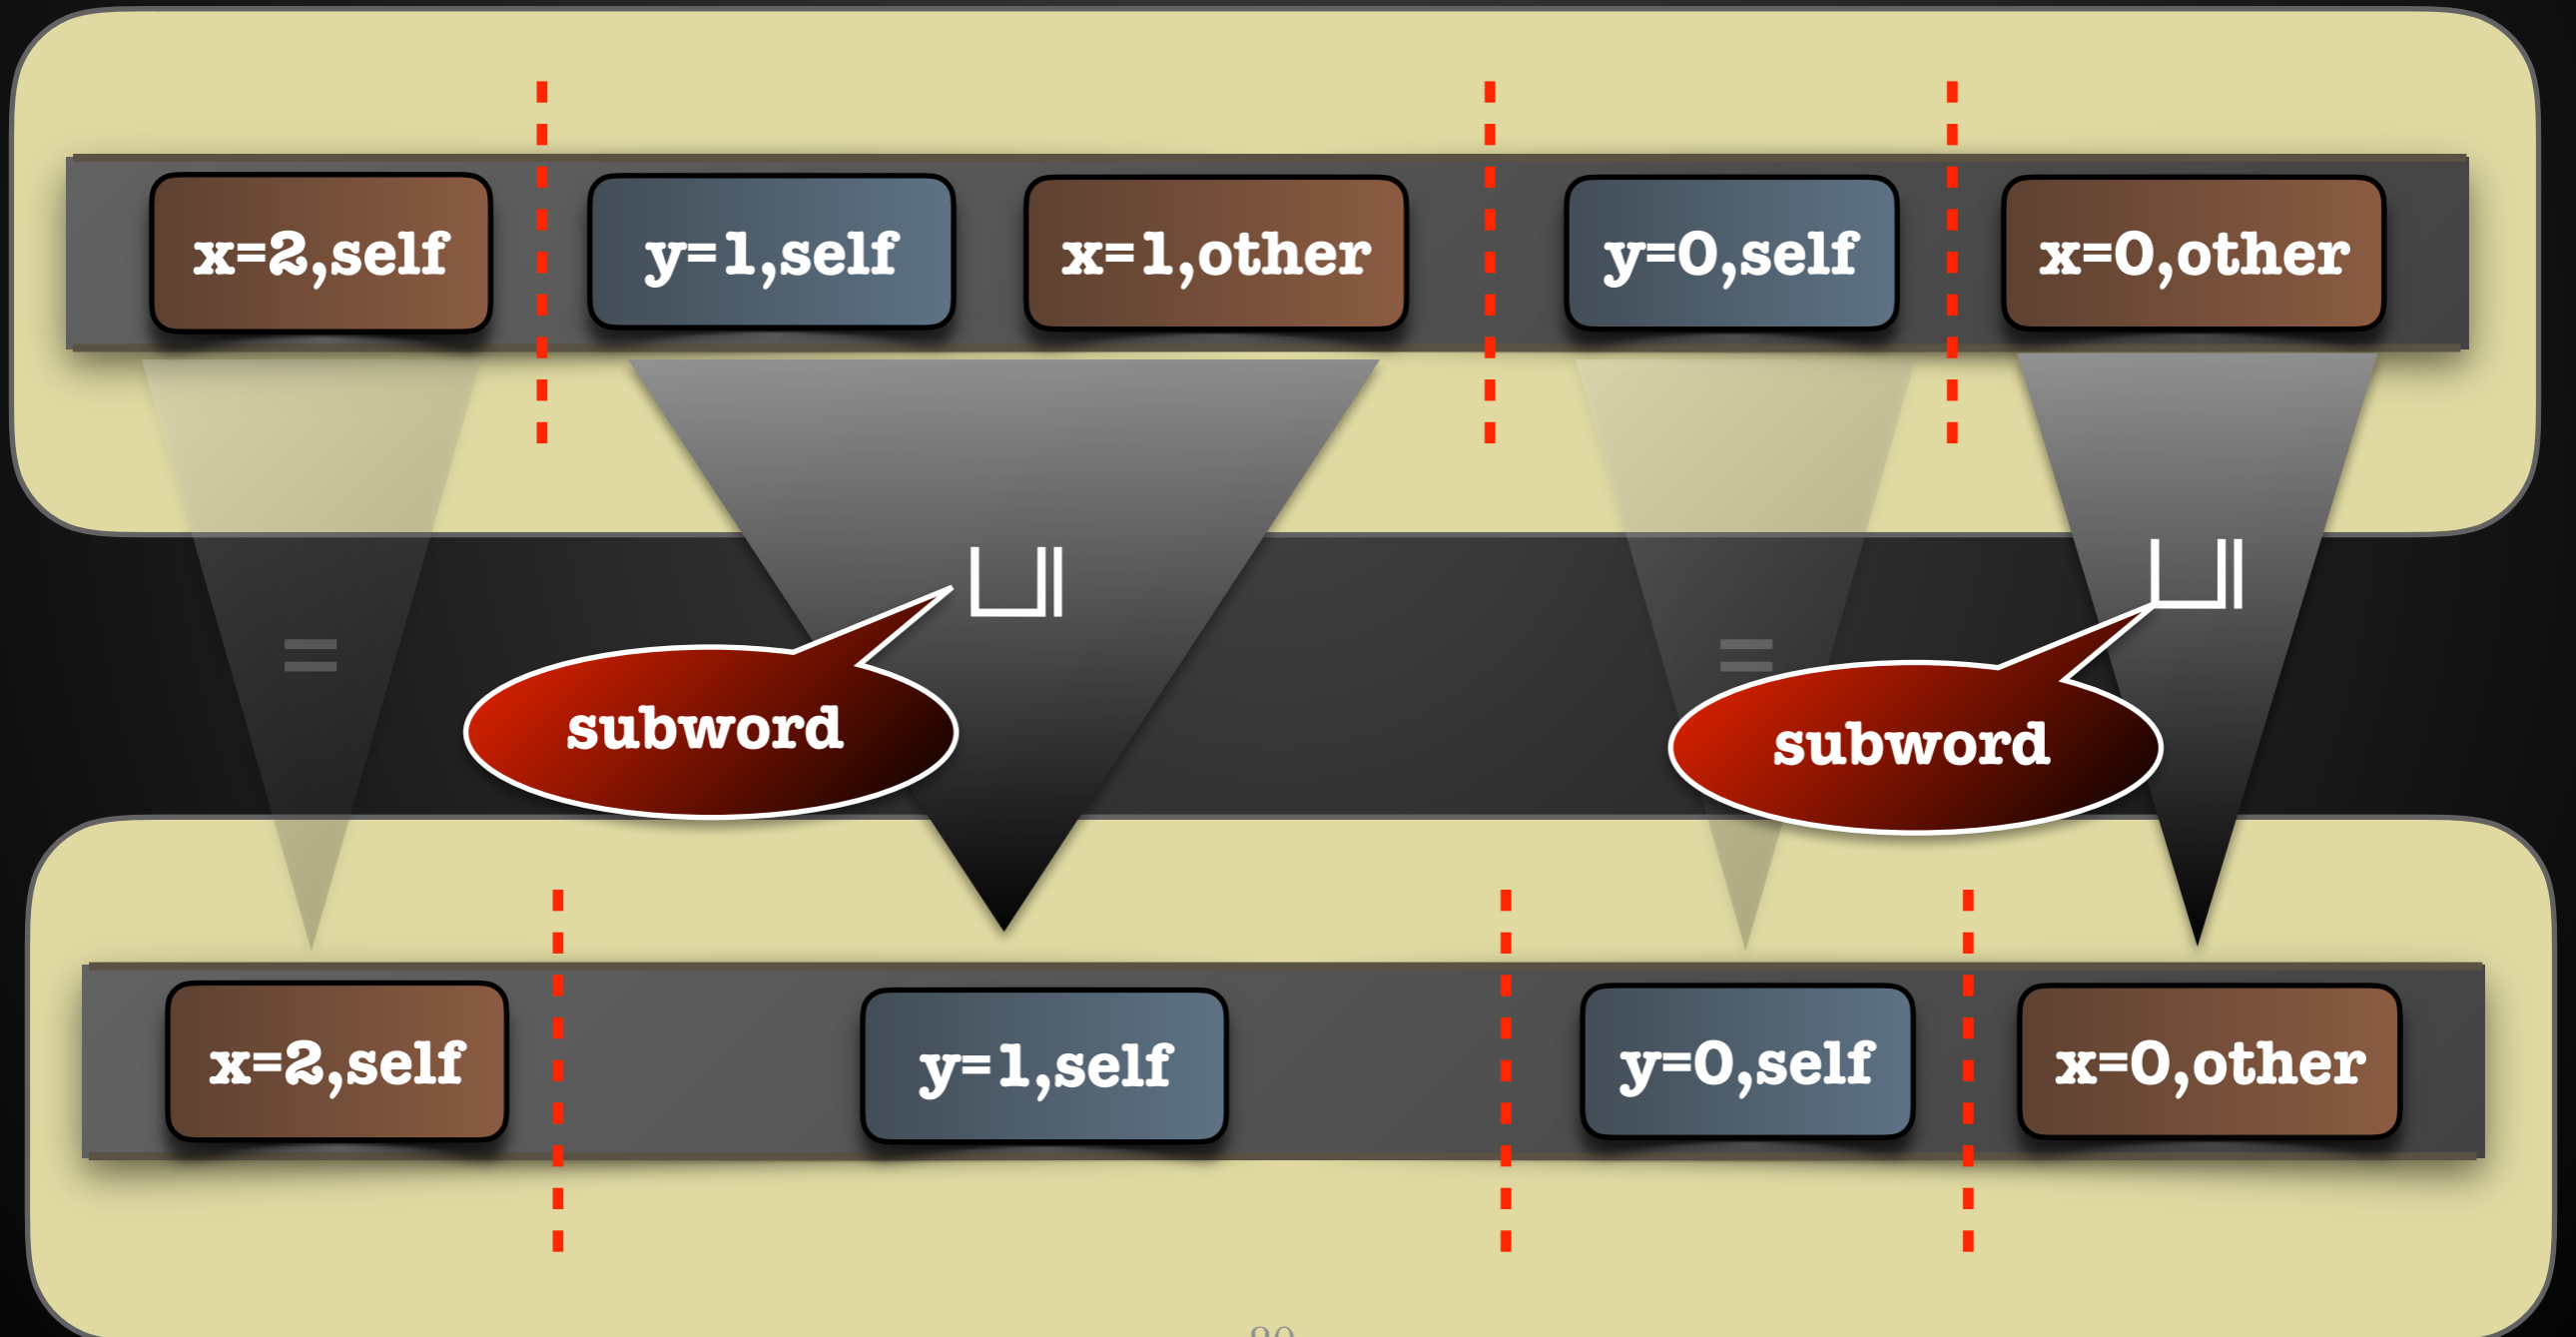 x=2,self y=1,self x=1,other y=0,self x=0,other
= =
subword subword
x=2,self y=1,self y=0,self x=0,other